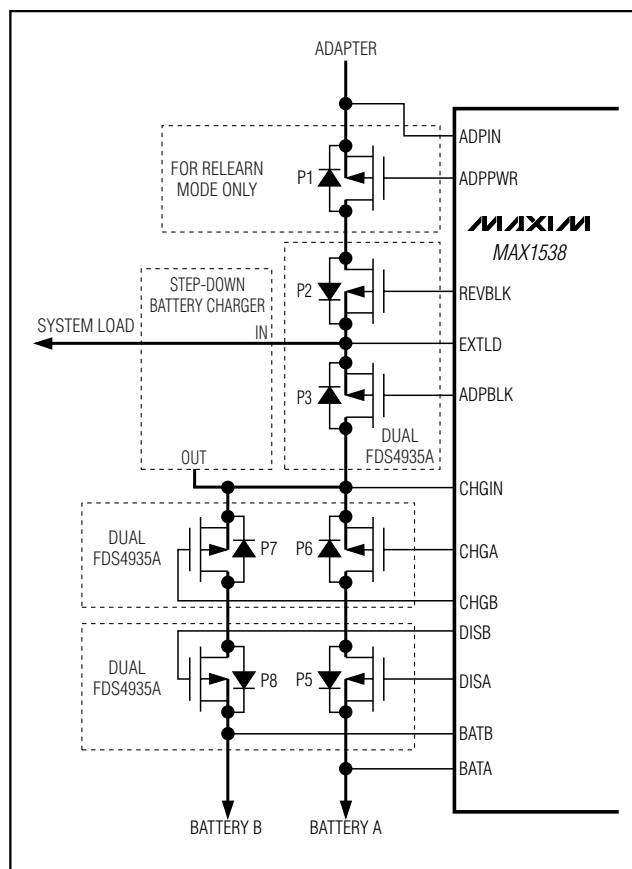 ADAPTER
ADPIN
FOR RELEARN
MODE ONLY
P1
ADPPWR
MAXIM
MAX1538
STEP-DOWN
BATTERY CHARGER
P2
REVBLK
SYSTEM LOAD
IN
EXTLD
P3
ADPBLK
DUAL
FDS4935A
OUT
CHGIN
DUAL
FDS4935A
P7
P6
CHGA
CHGB
DISB
DUAL
FDS4935A
P8
P5
DISA
BATB
BATA
BATTERY B
BATTERY A